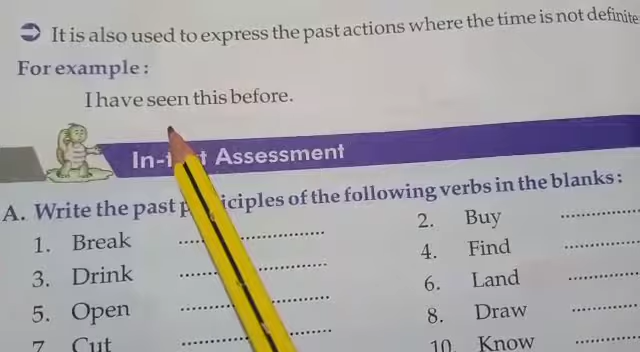 It is also used to express the past actions where the time is not definite
For example :
I have seen this before.
Assessment
A. Write the past of the following verbs in the blanks :
1. Break
2. Buy
3. Drink
4. Find
5. Open
6. Land
7. Cut
8. Draw
10. Know